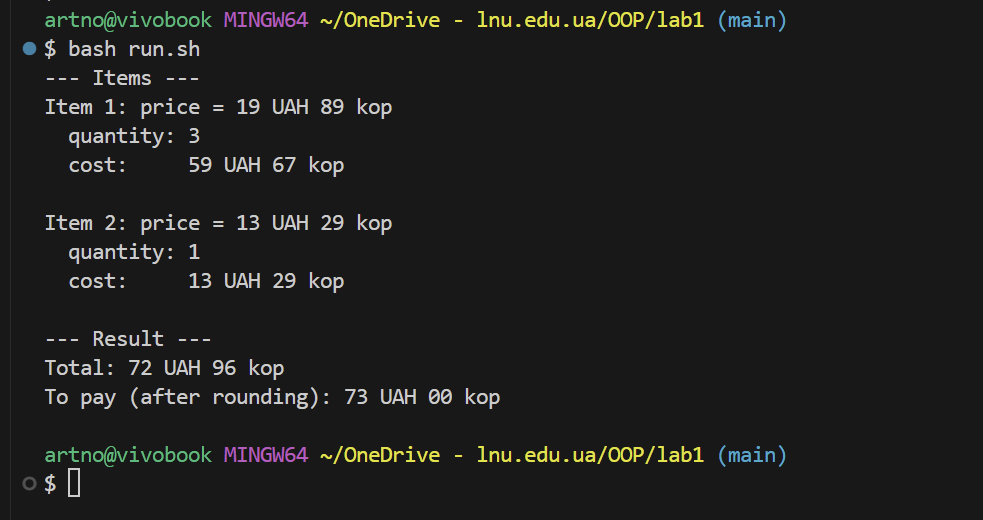 artno@vivobook MINGW64 ~/OneDrive - lnu.edu.ua/OOP/lab1 (main)
$ bash run.sh
--- Items ---
Item 1: price = 19 UAH 89 kop
  quantity: 3
  cost:     59 UAH 67 kop

Item 2: price = 13 UAH 29 kop
  quantity: 1
  cost:     13 UAH 29 kop

--- Result ---
Total: 72 UAH 96 kop
To pay (after rounding): 73 UAH 00 kop

artno@vivobook MINGW64 ~/OneDrive - lnu.edu.ua/OOP/lab1 (main)
$